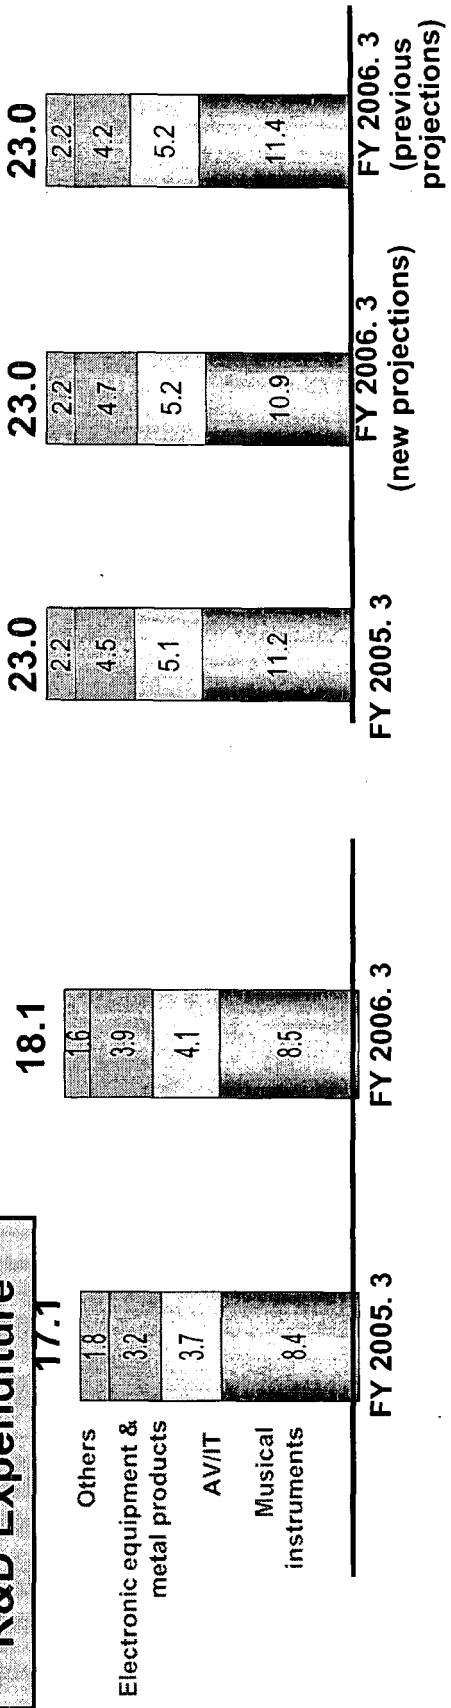 R&D Expenditure
17.1
18.1
23.0
23.0
23.0
Others
1.8
1.6
2.2
2.2
2.2
Electronic equipment &
metal products
3.2
3.9
4.5
4.7
4.2
AV/IT
3.7
4.1
5.1
5.2
5.2
Musical
instruments
8.4
8.5
11.2
10.9
11.4
FY 2005. 3
FY 2006. 3
FY 2005. 3
FY 2006. 3
(new projections)
FY 2006. 3
(previous
projections)